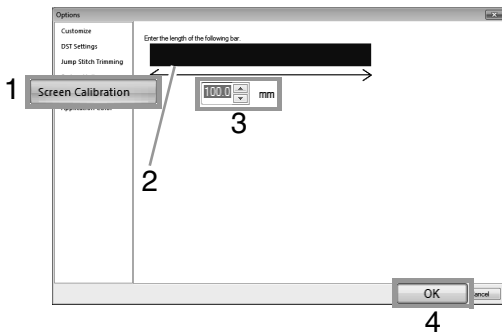 Options
Customize
DST Settings
Jump Stitch Trimming
Enter the length of the following bar.
1
Screen Calibration
100.0 mm
3
2
OK
4